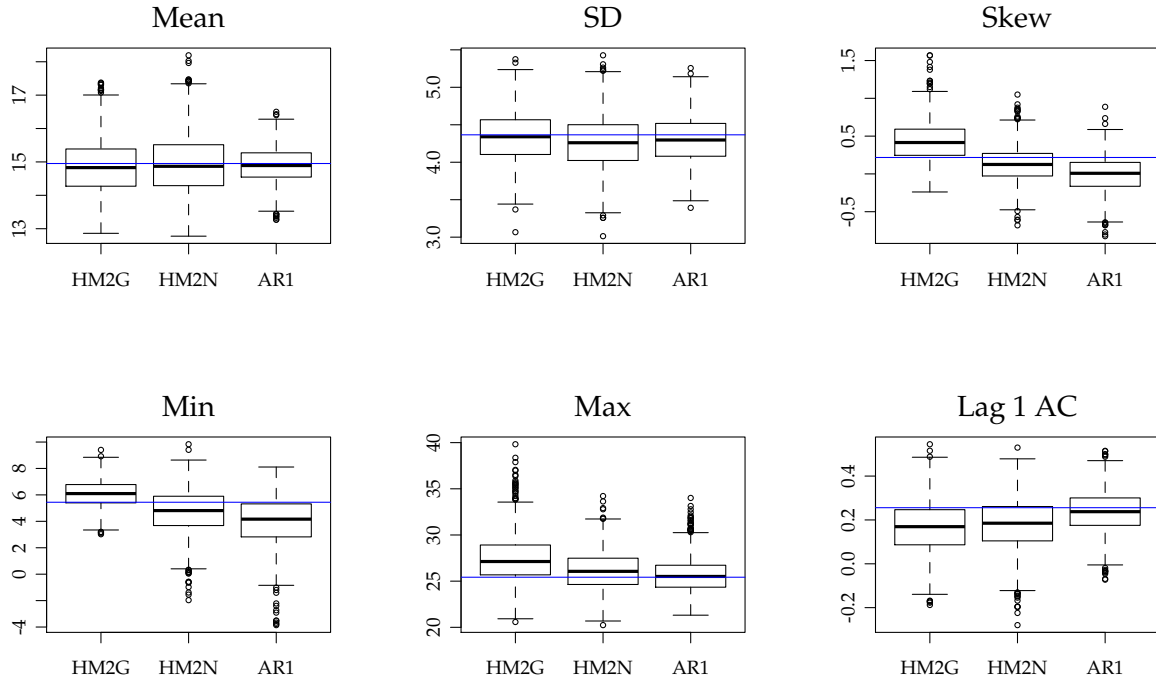 Mean
17
15
13
HM2G HM2N AR1
SD
5.0
4.0
3.0
HM2G HM2N AR1
Skew
1.5
0.5
-0.5
HM2G HM2N AR1
Min
8
6
4
2
0
-4
HM2G HM2N AR1
Max
40
35
30
25
20
HM2G HM2N AR1
Lag 1 AC
0.4
0.2
0.0
-0.2
HM2G HM2N AR1